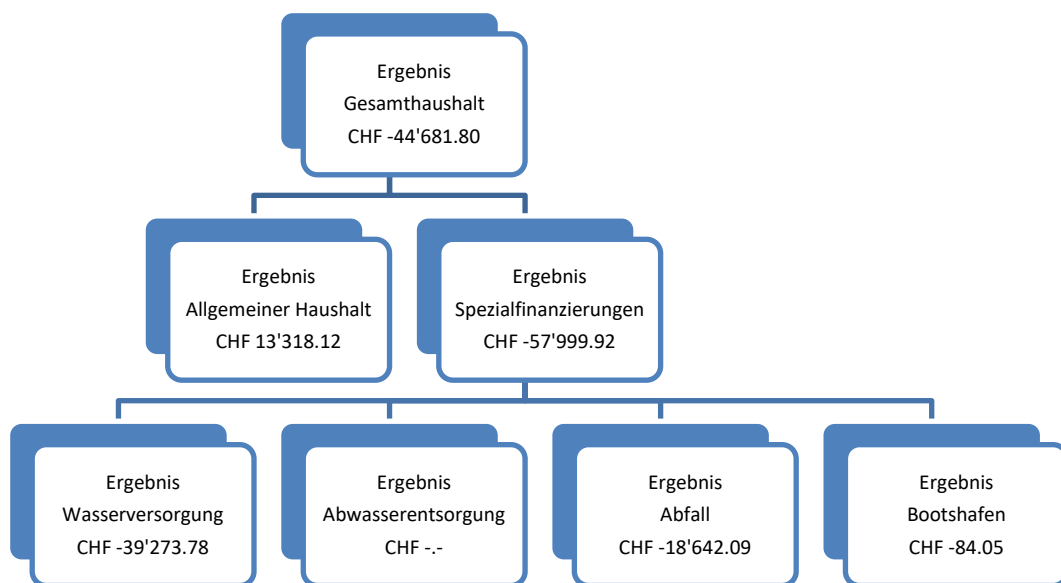 Ergebnis
Gesamthaushalt
CHF -44'681.80
Ergebnis
Allgemeiner Haushalt
CHF 13'318.12
Ergebnis
Spezialfinanzierungen
CHF -57'999.92
Ergebnis
Wasserversorgung
CHF -39'273.78
Ergebnis
Abwasserentsorgung
CHF -.-
Ergebnis
Abfall
CHF -18'642.09
Ergebnis
Bootshafen
CHF -84.05